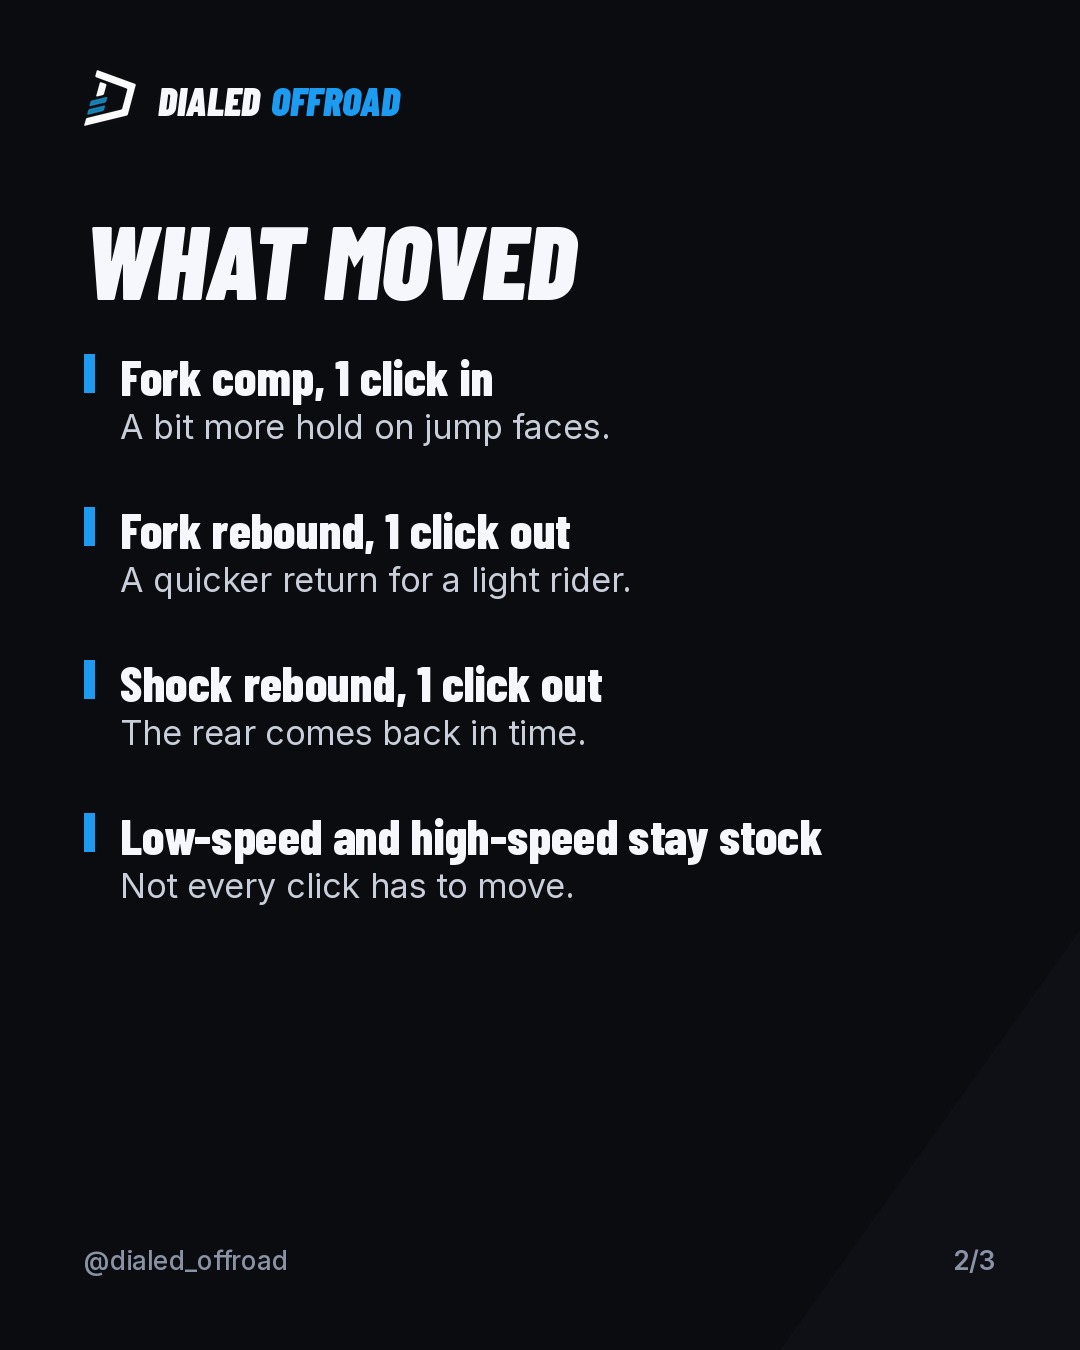 DIALED OFFROAD
WHAT MOVED
Fork comp, 1 click in
A bit more hold on jump faces.
Fork rebound, 1 click out
A quicker return for a light rider.
Shock rebound, 1 click out
The rear comes back in time.
Low-speed and high-speed stay stock
Not every click has to move.
@dialed_offroad
2/3